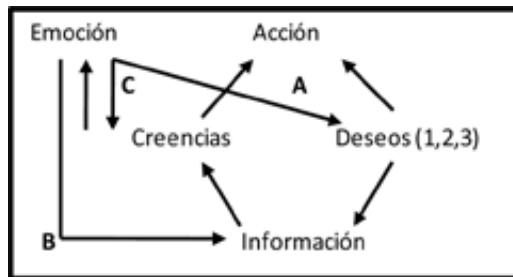 Emoción Acción
C A
Creencias Deseos (1,2,3)
B Información